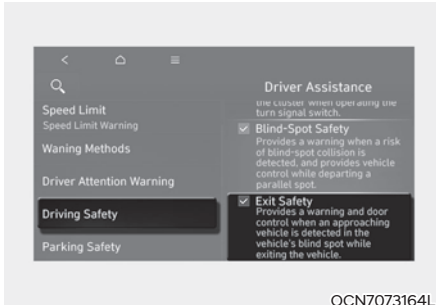 Driver Assistance
Speed Limit
Speed Limit Warning
Waning Methods
Driver Attention Warning
Driving Safety
Parking Safety
the cluster when operating the
turn signal switch.
Blind-Spot Safety
Provides a warning when a risk
of blind-spot collision is
detected, and provides vehicle
control while departing a
parallel spot.
Exit Safety
Provides a warning and door
control when an approaching
vehicle is detected in the
vehicle's blind spot while
exiting the vehicle.
OCN7073164L